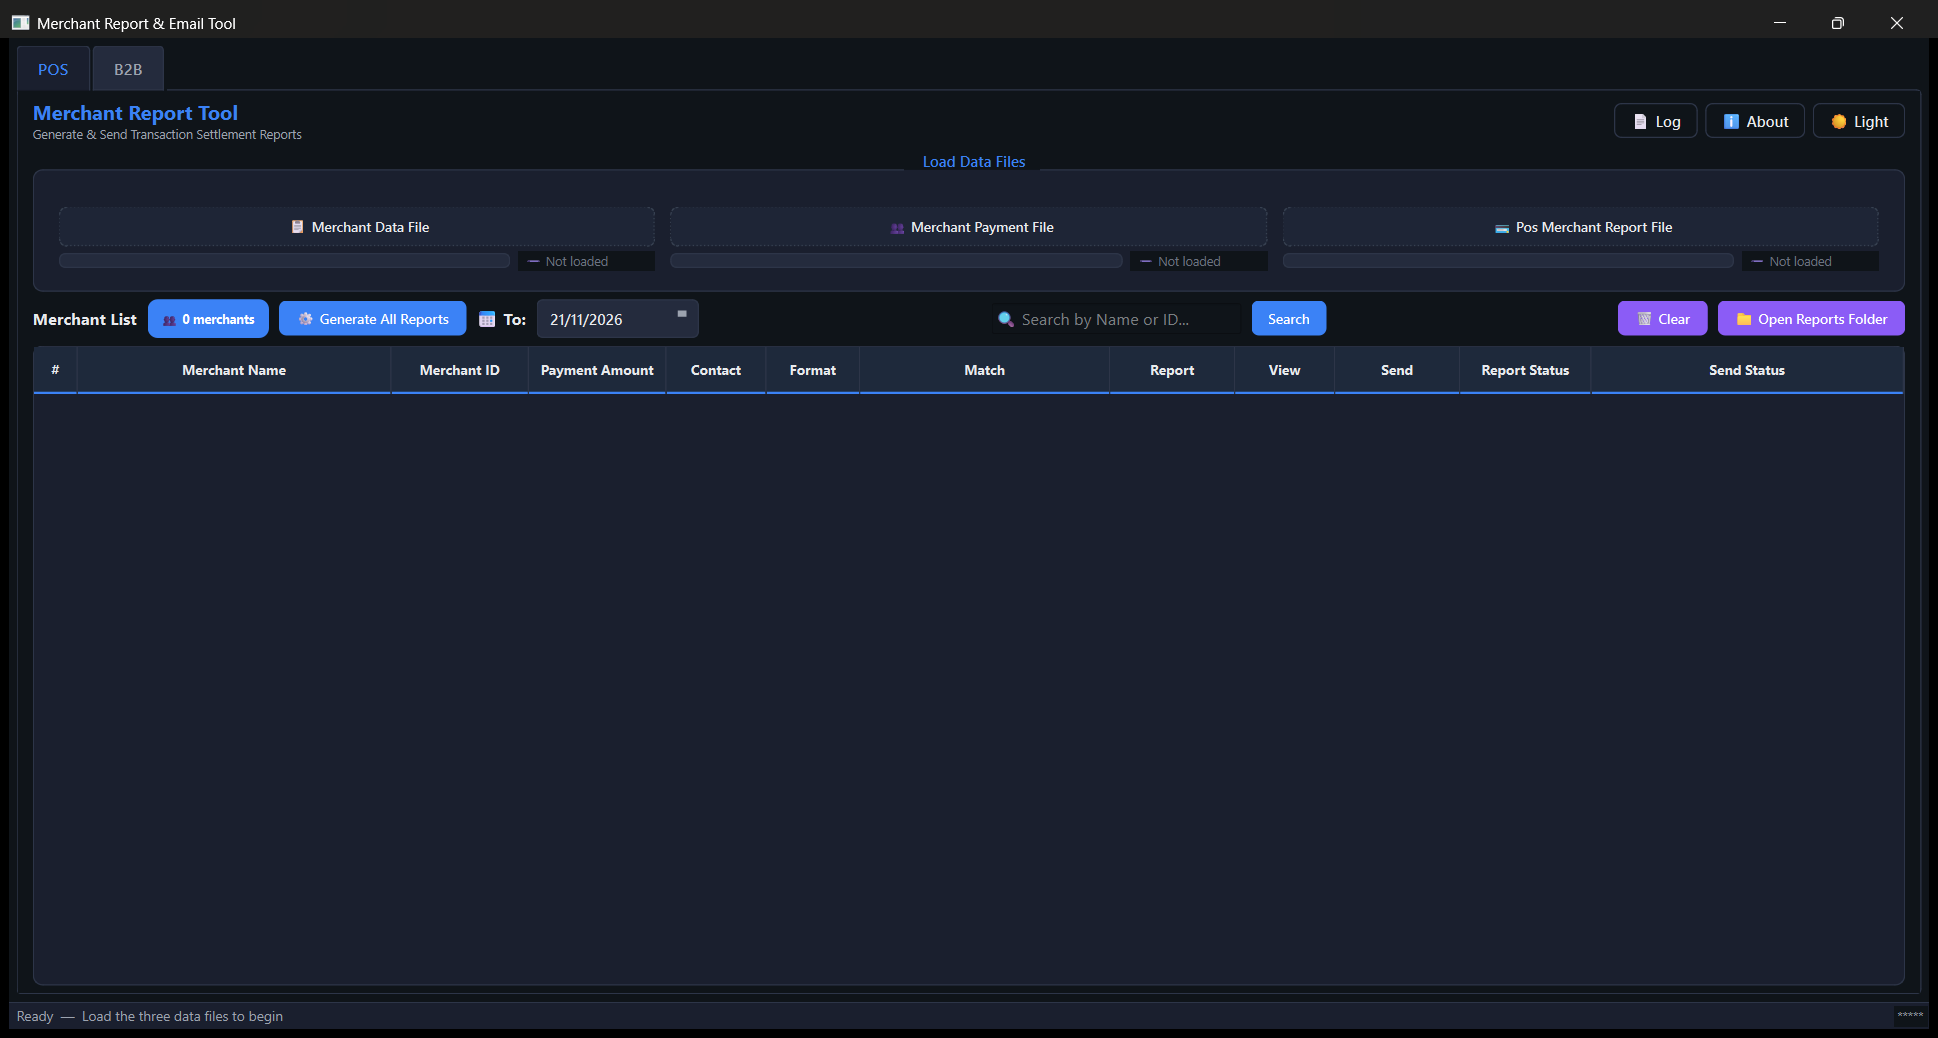 Merchant Report & Email Tool
POS B2B
Merchant Report Tool
Generate & Send Transaction Settlement Reports
Log About Light
Load Data Files
Merchant Data File Merchant Payment File Pos Merchant Report File
— Not loaded — Not loaded — Not loaded
Merchant List 0 merchants Generate All Reports To: 21/11/2026 Search by Name or ID... Search Clear Open Reports Folder
# Merchant Name Merchant ID Payment Amount Contact Format Match Report View Send Report Status Send Status
Ready — Load the three data files to begin *****